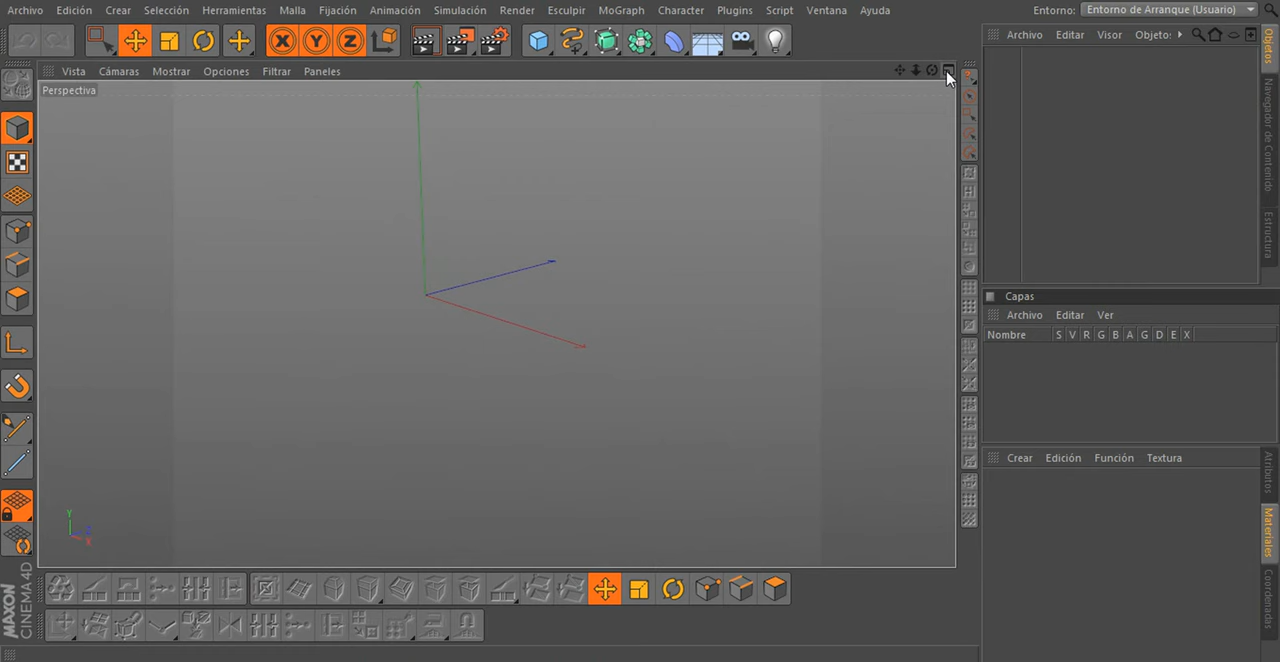 Archivo Edición Crear Selección Herramientas Malla Fijación Animación Simulación Render Esculpir MoGraph Character Plugins Script Ventana Ayuda Entorno: Entorno de Arranque (Usuario)
X Y Z
Archivo Editar Visor Objeto:
Vista Cámaras Mostrar Opciones Filtrar Paneles
Perspectiva
Objetos
Navegador de Contenido
Estructura
Capas
Archivo Editar Ver
Nombre S V R G B A G D E X
Crear Edición Función Textura
Atributos
Materiales
Coordenadas
Y
Z
X
MAXON
CINEMA 4D